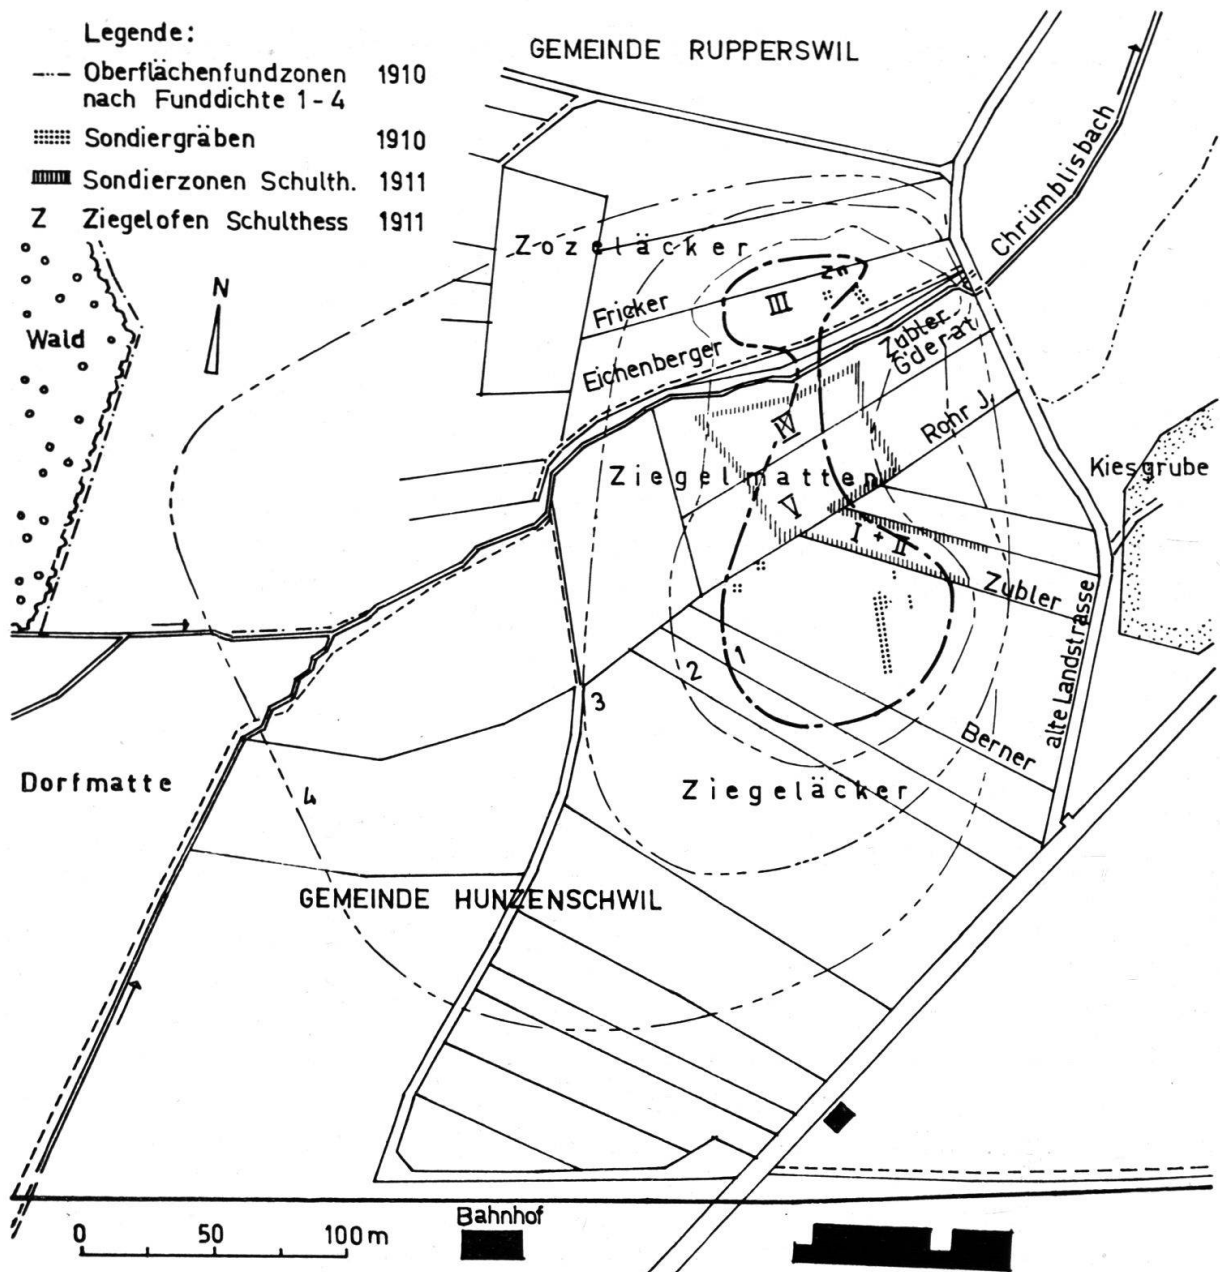 Legende:
Oberflächenfundzonen 1910
nach Funddichte 1-4
Sondiergräben 1910
Sondierzonen Schulth. 1911
Z Ziegelofen Schulthess 1911
GEMEINDE RUPPERSWIL
Chrümblisbach
Zozeläcker
N
Wald
III
Fricker
Eichenberger
Zubler
Gderat
IV
Rohr J.
Ziegelmatten
Kiesgrube
V
I + II
Zubler
alte Landstrasse
1
2
3
Berner
Dorfmatte
4
Ziegeläcker
GEMEINDE HUNZENSCHWIL
Bahnhof
0 50 100 m